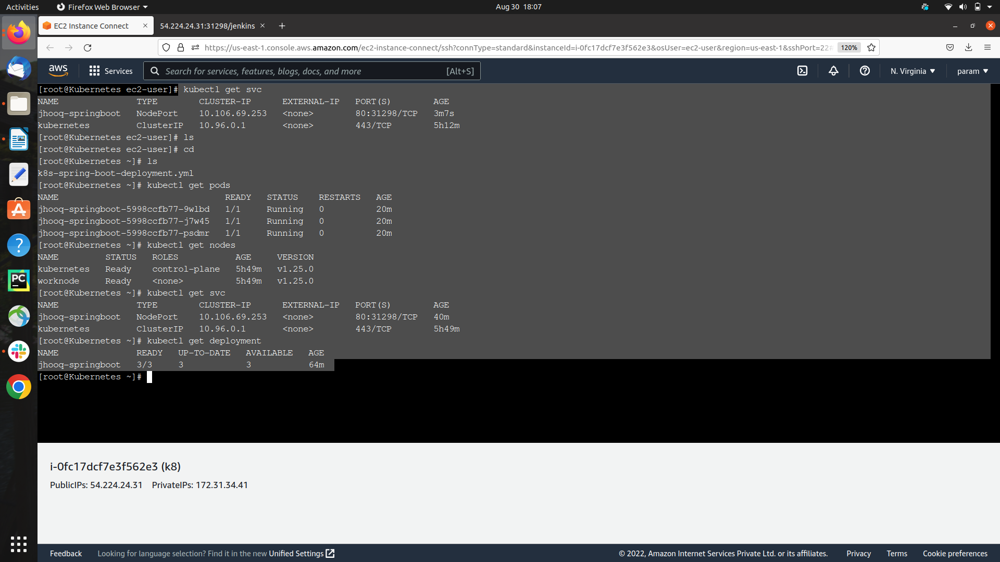 Activities Firefox Web Browser Aug 30 18:07
EC2 Instance Connect 54.224.24.31:31298/jenkins
https://us-east-1.console.aws.amazon.com/ec2-instance-connect/ssh?connType=standard&instanceId=i-0fc17dcf7e3f562e3&osUser=ec2-user&region=us-east-1&sshPort=22# 120%
aws Services Search for services, features, blogs, docs, and more [Alt+S] N. Virginia param
[root@Kubernetes ec2-user]# kubectl get svc
NAME TYPE CLUSTER-IP EXTERNAL-IP PORT(S) AGE
jhooq-springboot NodePort 10.106.69.253 <none> 80:31298/TCP 3m7s
kubernetes ClusterIP 10.96.0.1 <none> 443/TCP 5h12m
[root@Kubernetes ec2-user]# ls
[root@Kubernetes ec2-user]# cd
[root@Kubernetes ~]# ls
k8s-spring-boot-deployment.yml
[root@Kubernetes ~]# kubectl get pods
NAME READY STATUS RESTARTS AGE
jhooq-springboot-5998ccfb77-9wlbd 1/1 Running 0 20m
jhooq-springboot-5998ccfb77-j7w45 1/1 Running 0 20m
jhooq-springboot-5998ccfb77-psdmr 1/1 Running 0 20m
[root@Kubernetes ~]# kubectl get nodes
NAME STATUS ROLES AGE VERSION
kubernetes Ready control-plane 5h49m v1.25.0
worknode Ready <none> 5h49m v1.25.0
[root@Kubernetes ~]# kubectl get svc
NAME TYPE CLUSTER-IP EXTERNAL-IP PORT(S) AGE
jhooq-springboot NodePort 10.106.69.253 <none> 80:31298/TCP 40m
kubernetes ClusterIP 10.96.0.1 <none> 443/TCP 5h49m
[root@Kubernetes ~]# kubectl get deployment
NAME READY UP-TO-DATE AVAILABLE AGE
jhooq-springboot 3/3 3 3 64m
[root@Kubernetes ~]#
PC
i-0fc17dcf7e3f562e3 (k8)
PublicIPs: 54.224.24.31 PrivateIPs: 172.31.34.41
Feedback Looking for language selection? Find it in the new Unified Settings © 2022, Amazon Internet Services Private Ltd. or its affiliates. Privacy Terms Cookie preferences